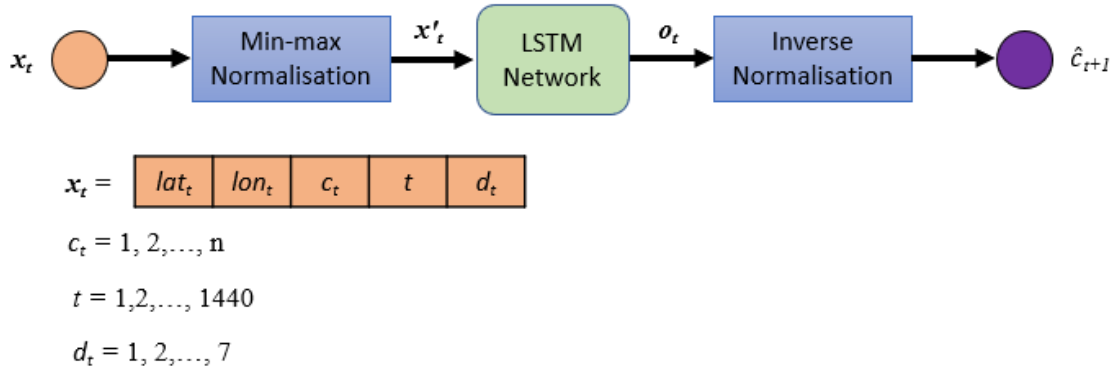 x_t Min-max Normalisation x'_t LSTM Network o_t Inverse Normalisation ĉ_{t+1}
x_t = lat_t lon_t c_t t d_t
c_t = 1, 2,..., n
t = 1,2,..., 1440
d_t = 1, 2,..., 7